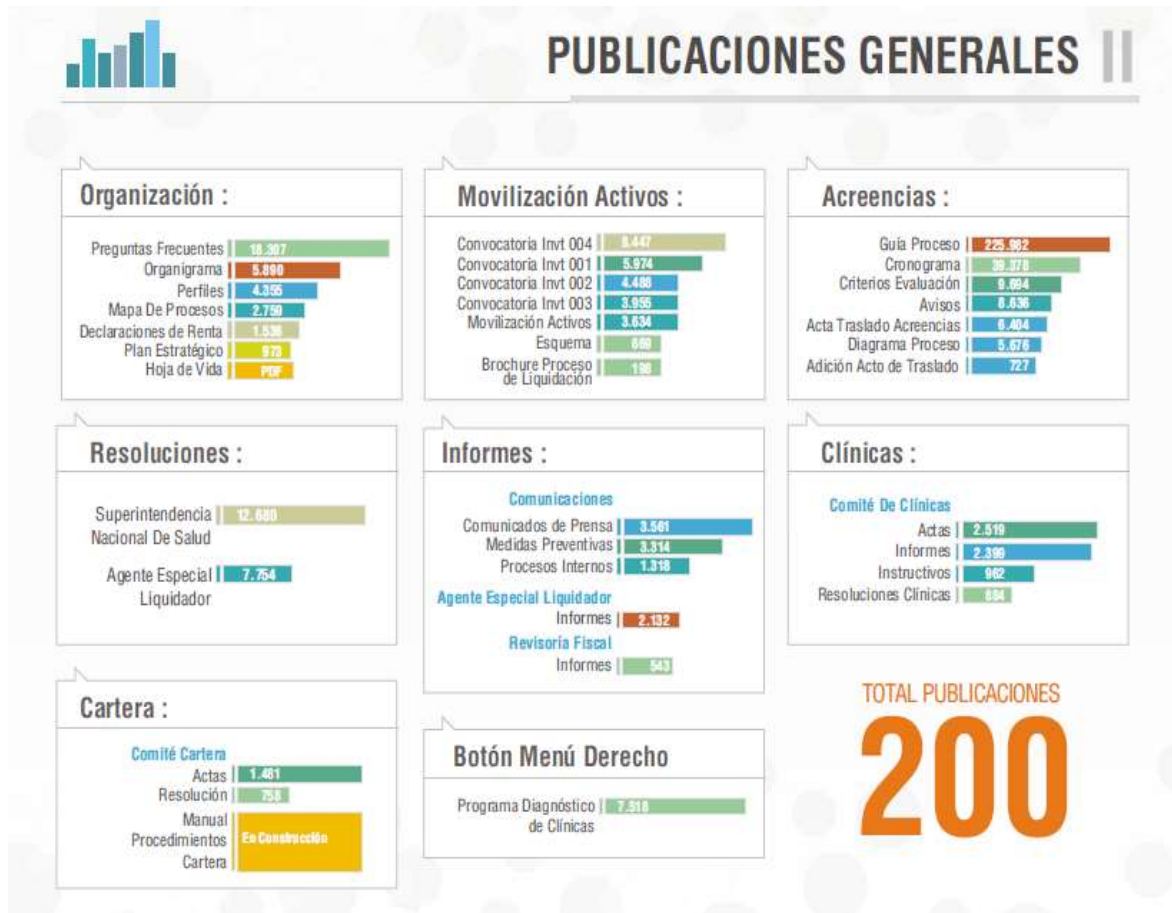 PUBLICACIONES GENERALES
Organización :
Preguntas Frecuentes 18.307
Organigrama 5.890
Perfiles 4.355
Mapa De Procesos 2.759
Declaraciones de Renta 1.536
Plan Estratégico 973
Hoja de Vida PDF
Movilización Activos :
Convocatoria Invt 004 8.447
Convocatoria Invt 001 5.974
Convocatoria Invt 002 4.488
Convocatoria Invt 003 3.955
Movilización Activos 3.634
Esquema 669
Brochure Proceso
de Liquidación 198
Acreencias :
Guía Proceso 225.982
Cronograma 39.378
Criterios Evaluación 9.694
Avisos 8.636
Acta Traslado Acreencias 6.404
Diagrama Proceso 5.676
Adición Acto de Traslado 727
Resoluciones :
Superintendencia 12.680
Nacional De Salud
Agente Especial 7.754
Liquidador
Informes :
Comunicaciones
Comunicados de Prensa 3.561
Medidas Preventivas 3.314
Procesos Internos 1.318
Agente Especial Liquidador
Informes 2.132
Revisoría Fiscal
Informes 543
Clínicas :
Comité De Clínicas
Actas 2.519
Informes 2.399
Instructivos 962
Resoluciones Clínicas
Cartera :
Comité Cartera
Actas 1.481
Resolución 758
Manual
Procedimientos En Construcción
Cartera
Botón Menú Derecho
Programa Diagnóstico 7.518
de Clínicas
TOTAL PUBLICACIONES
200